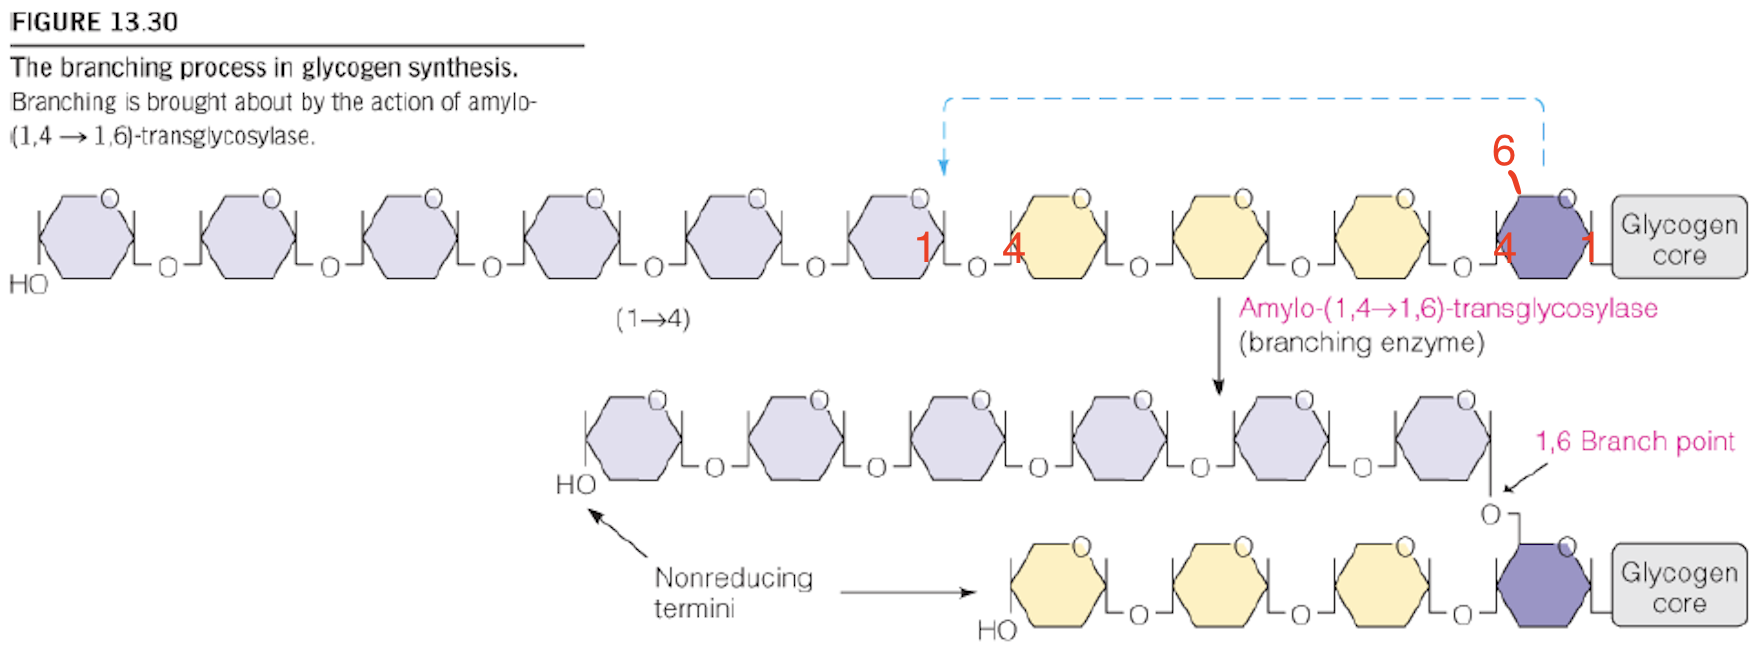 FIGURE 13.30
The branching process in glycogen synthesis.
Branching is brought about by the action of amylo-
(1,4 → 1,6)-transglycosylase.
6
O O O O O O O O O O
1 4 4 1
Glycogen
core
O O O O O O O O O
HO
(1→4)
Amylo-(1,4→1,6)-transglycosylase
(branching enzyme)
O O O O O O
1,6 Branch point
O O O O O
HO
O
O O O O
Nonreducing
termini
Glycogen
core
O O O
HO